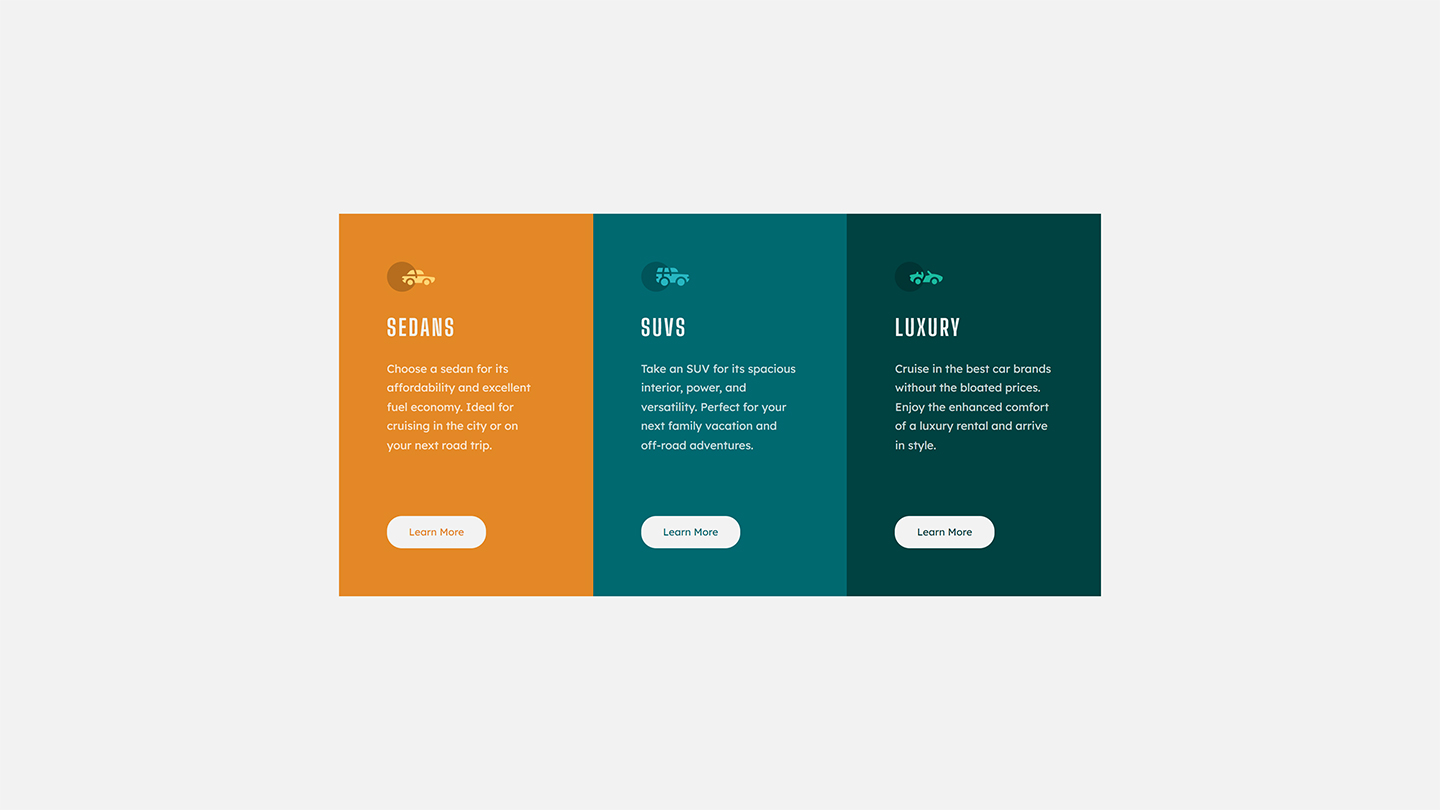 SEDANS
Choose a sedan for its
affordability and excellent
fuel economy. Ideal for
cruising in the city or on
your next road trip.
Learn More
SUVS
Take an SUV for its spacious
interior, power, and
versatility. Perfect for your
next family vacation and
off-road adventures.
Learn More
LUXURY
Cruise in the best car brands
without the bloated prices.
Enjoy the enhanced comfort
of a luxury rental and arrive
in style.
Learn More